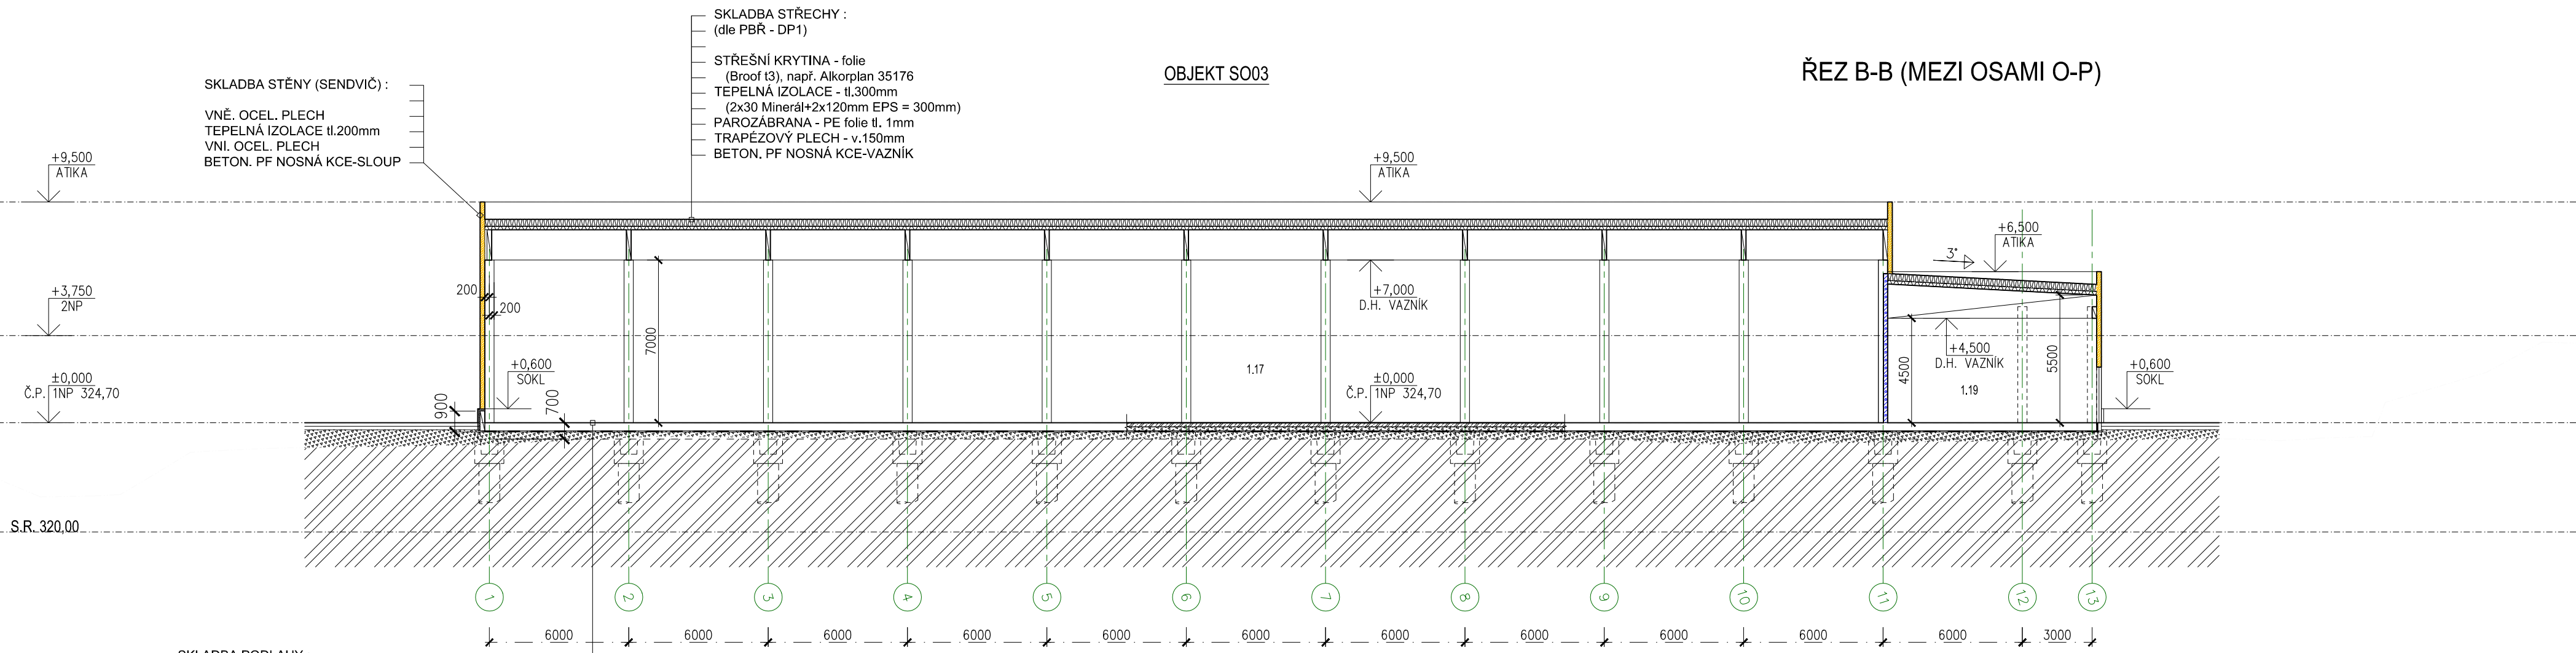 SKLADBA STŘECHY :
(dle PBŘ - DP1)
STŘEŠNÍ KRYTINA - folie
(Broof t3), např. Alkorplan 35176
TEPELNÁ IZOLACE - tl.300mm
(2x30 Minerál+2x120mm EPS = 300mm)
PAROZÁBRANA - PE folie tl. 1mm
TRAPÉZOVÝ PLECH - v.150mm
BETON. PF NOSNÁ KCE-VAZNÍK
OBJEKT SO03
ŘEZ B-B (MEZI OSAMI O-P)
SKLADBA STĚNY (SENDVIČ) :
VNĚ. OCEL. PLECH
TEPELNÁ IZOLACE tl.200mm
VNI. OCEL. PLECH
BETON. PF NOSNÁ KCE-SLOUP
+9,500
ATIKA
+9,500
ATIKA
+6,500
ATIKA
3°
+3,750
2NP
200
200
+7,000
D.H. VAZNÍK
7000
+4,500
D.H. VAZNÍK
4500
5500
1.17
1.19
+0,600
SOKL
+0,600
SOKL
±0,000
Č.P. 1NP 324,70
±0,000
Č.P. 1NP 324,70
900
700
S.R. 320,00
1 2 3 4 5 6 7 8 9 10 11 12 13
6000 6000 6000 6000 6000 6000 6000 6000 6000 6000 6000 3000
SKLADBA PODLAHY